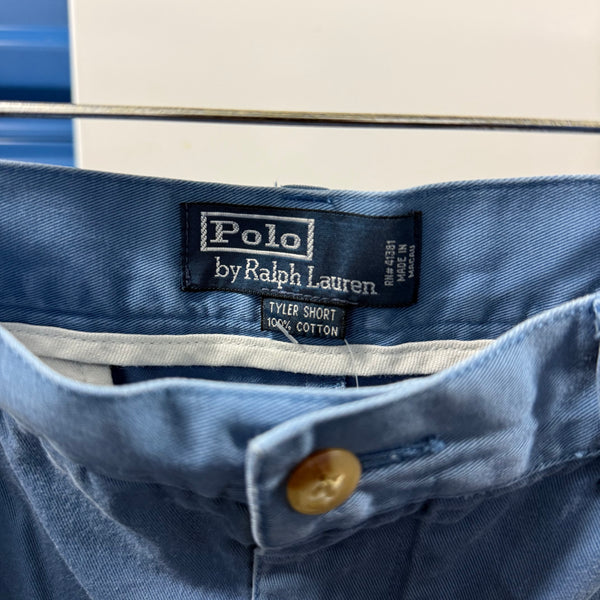 Polo
by Ralph Lauren
RN# 41381
MADE IN
MACAU
TYLER SHORT
100% COTTON